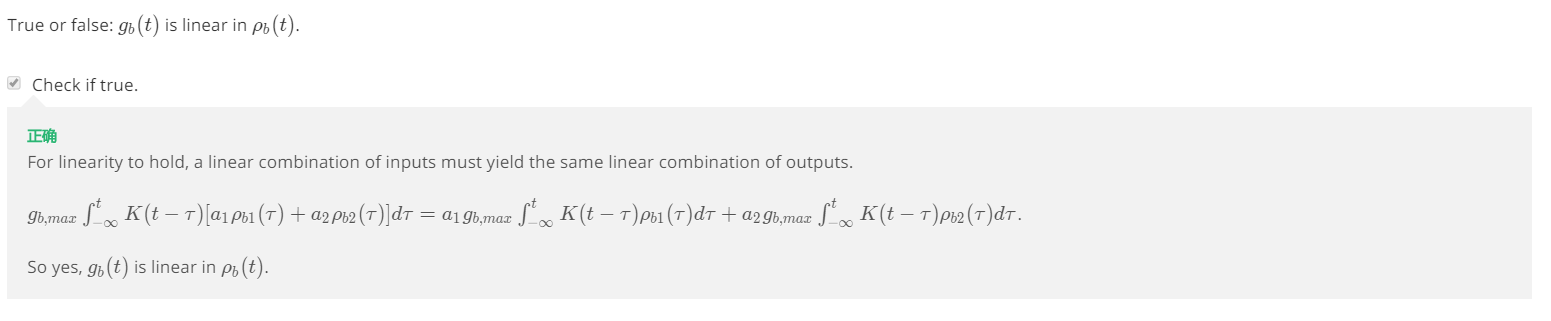 True or false: $g_b(t)$ is linear in $\rho_b(t)$.
Check if true.
正确
For linearity to hold, a linear combination of inputs must yield the same linear combination of outputs.
$g_{b,max} \int_{-\infty}^{t} K(t-\tau)[a_1\rho_{b1}(\tau) + a_2\rho_{b2}(\tau)]d\tau = a_1 g_{b,max} \int_{-\infty}^{t} K(t-\tau)\rho_{b1}(\tau)d\tau + a_2 g_{b,max} \int_{-\infty}^{t} K(t-\tau)\rho_{b2}(\tau)d\tau.$
So yes, $g_b(t)$ is linear in $\rho_b(t)$.